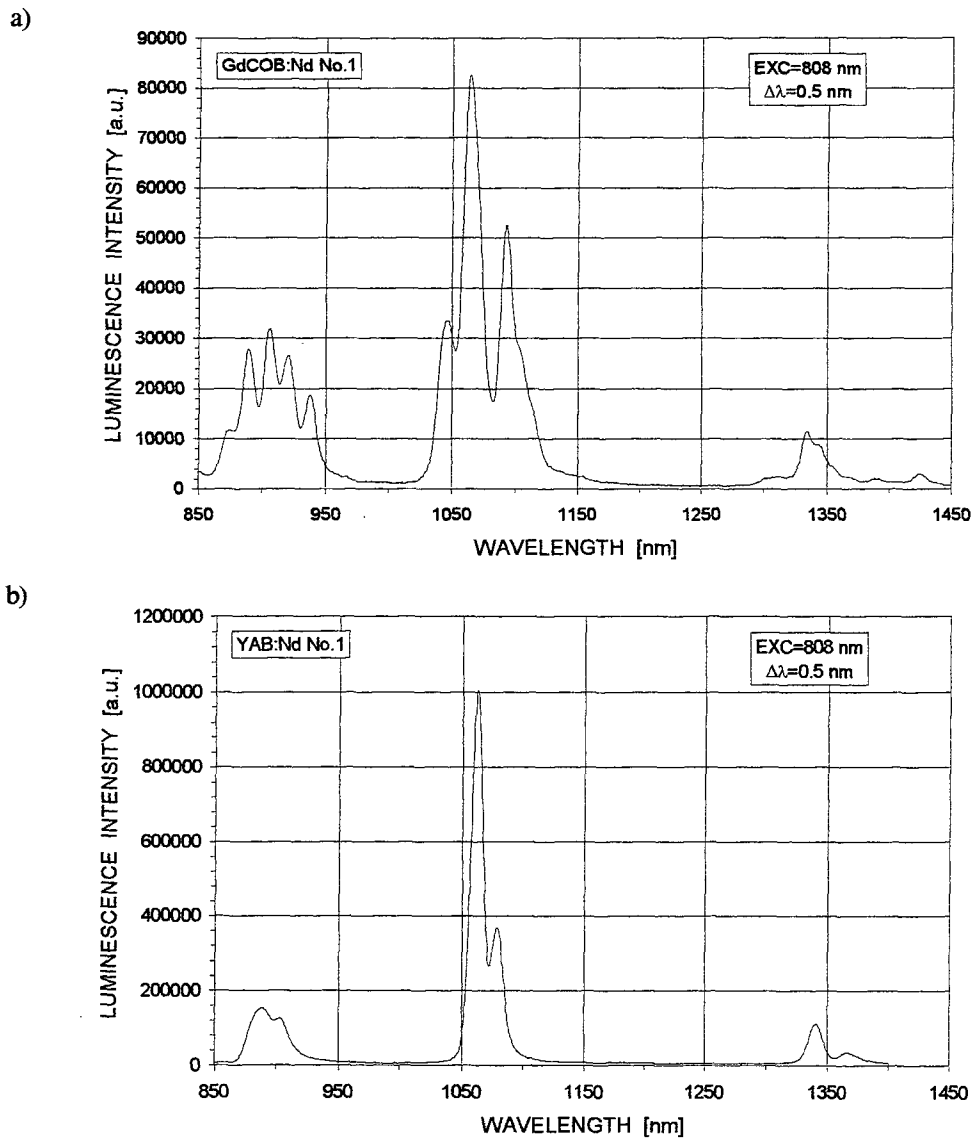 a)
90000
80000
70000
60000
50000
40000
30000
20000
10000
0
LUMINESCENCE INTENSITY [a.u.]
GdCOB:Nd No.1
EXC=808 nm
Δλ=0.5 nm
850 950 1050 1150 1250 1350 1450
WAVELENGTH [nm]
b)
1200000
1000000
800000
600000
400000
200000
0
LUMINESCENCE INTENSITY [a.u.]
YAB:Nd No.1
EXC=808 nm
Δλ=0.5 nm
850 950 1050 1150 1250 1350 1450
WAVELENGTH [nm]